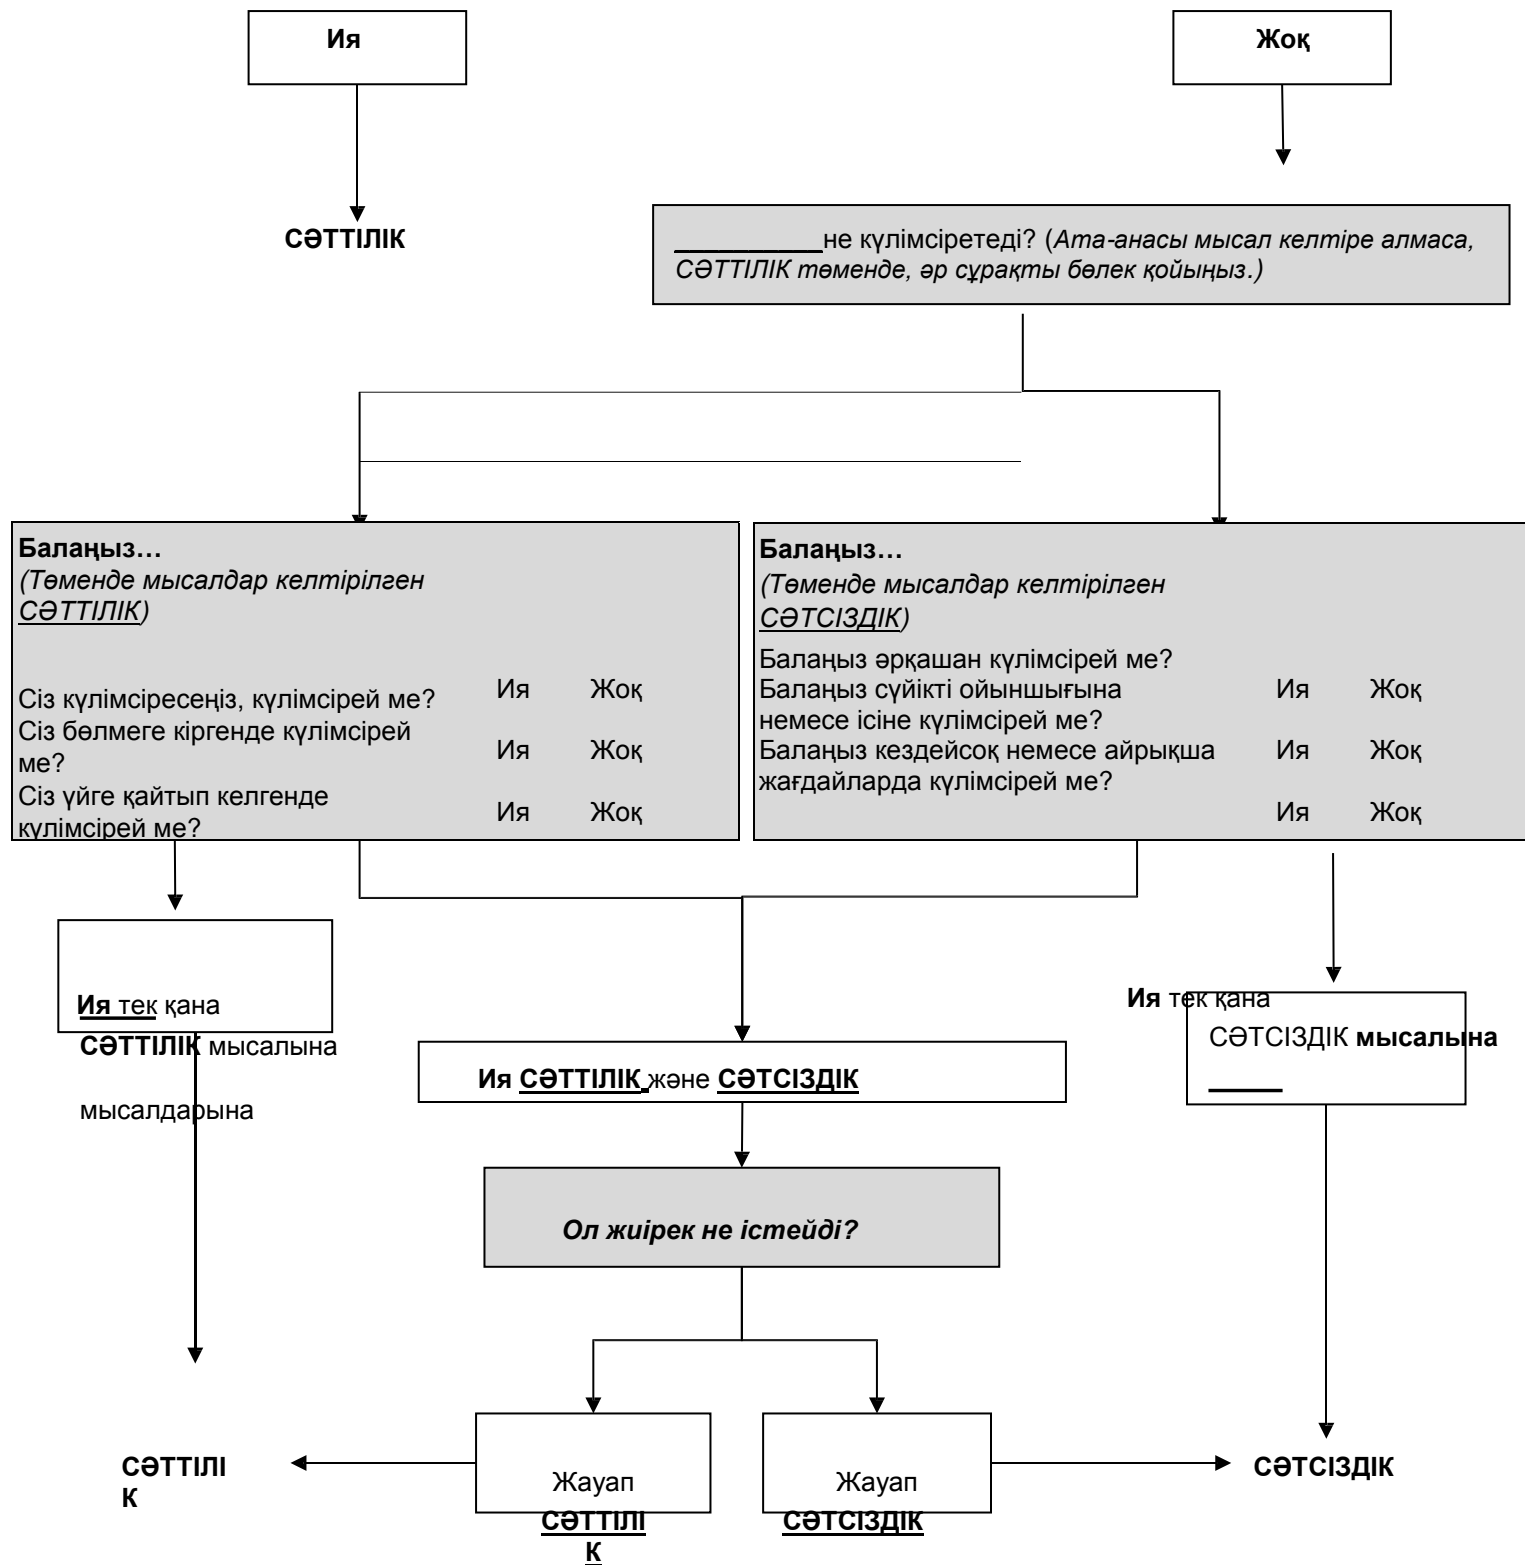 Ия
Жоқ
СӘТТІЛІК
__________не күлімсіретеді? (Ата-анасы мысал келтіре алмаса,
СӘТТІЛІК төменде, әр сұрақты бөлек қойыңыз.)
Балаңыз…
(Төменде мысалдар келтірілген
СӘТТІЛІК)
Сіз күлімсіресеңіз, күлімсірей ме? Ия Жоқ
Сіз бөлмеге кіргенде күлімсірей
ме? Ия Жоқ
Сіз үйге қайтып келгенде
күлімсірей ме? Ия Жоқ
Балаңыз…
(Төменде мысалдар келтірілген
СӘТСІЗДІК)
Балаңыз әрқашан күлімсірей ме?
Балаңыз сүйікті ойыншығына Ия Жоқ
немесе ісіне күлімсірей ме?
Балаңыз кездейсоқ немесе айрықша Ия Жоқ
жағдайларда күлімсірей ме?
Ия Жоқ
Ия тек қана
СӘТТІЛІК мысалына
мысалдарына
Ия СӘТТІЛІК және СӘТСІЗДІК
Ия тек қана
СӘТСІЗДІК мысалына
Ол жиірек не істейді?
СӘТТІЛІ
К
Жауап
СӘТТІЛІ
К
Жауап
СӘТСІЗДІК
СӘТСІЗДІК